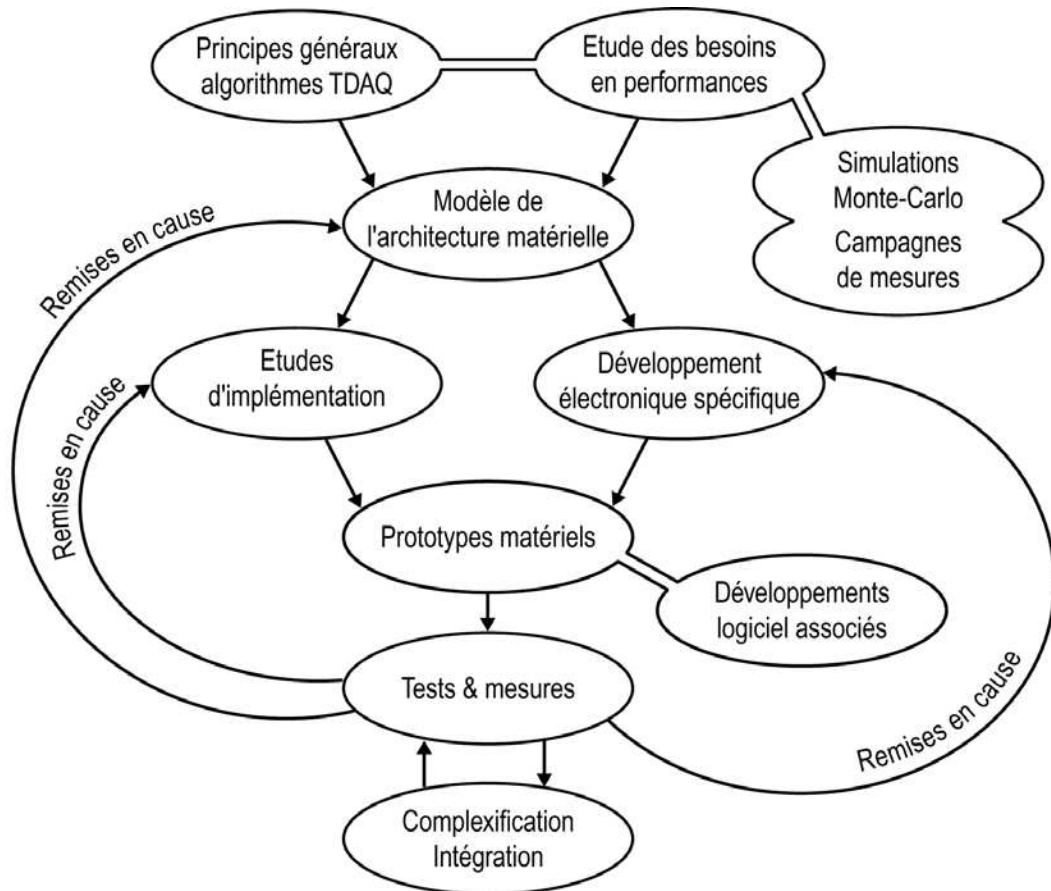 Principes généraux
algorithmes TDAQ
Etude des besoins
en performances
Simulations
Monte-Carlo
Campagnes
de mesures
Modèle de
l'architecture matérielle
Remises en cause
Remises en cause
Etudes
d'implémentation
Développement
électronique spécifique
Prototypes matériels
Développements
logiciel associés
Tests & mesures
Remises en cause
Complexification
Intégration